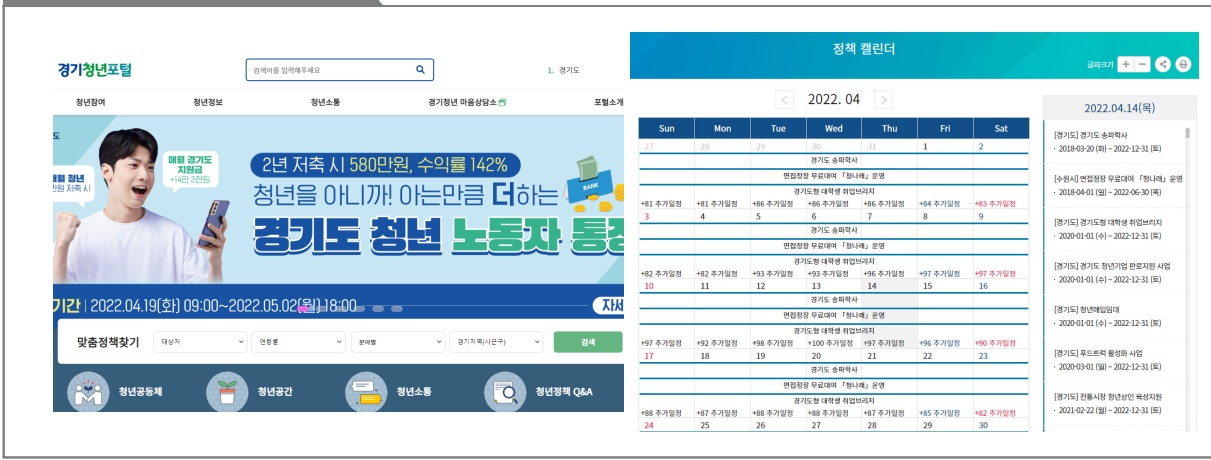 경기청년포털
검색어를 입력해주세요
1. 경기도
청년참여 청년정보 청년소통 경기청년 마음상담소 포털소개
매월 경기도
지원금
+14만 2천원
매월 청년
2년 저축 시 580만원, 수익률 142%
청년을 아니까! 아는만큼 더하는
BANK
경기도 청년 노동자 통장
기간 | 2022.04.19(화) 09:00~2022.05.02(월) 18:00
자세
맞춤정책찾기 대상자 연령별 분야별 경기지역(시군구) 검색
청년공동체 청년공간 청년소통 청년정책 Q&A
정책 캘린더
글자크기 + −
< 2022. 04 >
Sun Mon Tue Wed Thu Fri Sat
27 28 29 30 31 1 2
경기도 송파학사
면접정장 무료대여 「청나래」 운영
경기도형 대학생 취업브리지
+81 추가일정 +81 추가일정 +86 추가일정 +86 추가일정 +86 추가일정 +84 추가일정 +83 추가일정
3 4 5 6 7 8 9
경기도 송파학사
면접정장 무료대여 「청나래」 운영
경기도형 대학생 취업브리지
+82 추가일정 +82 추가일정 +93 추가일정 +93 추가일정 +96 추가일정 +97 추가일정 +97 추가일정
10 11 12 13 14 15 16
경기도 송파학사
면접정장 무료대여 「청나래」 운영
경기도형 대학생 취업브리지
+97 추가일정 +92 추가일정 +98 추가일정 +100 추가일정 +97 추가일정 +96 추가일정 +90 추가일정
17 18 19 20 21 22 23
경기도 송파학사
면접정장 무료대여 「청나래」 운영
경기도형 대학생 취업브리지
+88 추가일정 +87 추가일정 +88 추가일정 +88 추가일정 +87 추가일정 +85 추가일정 +82 추가일정
24 25 26 27 28 29 30
2022.04.14(목)
[경기도] 경기도 송파학사
· 2018-03-20 (화) ~ 2022-12-31 (토)
[수원시] 면접정장 무료대여 「청나래」 운영
· 2018-04-01 (일) ~ 2022-06-30 (목)
[경기도] 경기도형 대학생 취업브리지
· 2020-01-01 (수) ~ 2022-12-31 (토)
[경기도] 경기도 청년기업 판로지원 사업
· 2020-01-01 (수) ~ 2022-12-31 (토)
[경기도] 청년매입임대
· 2020-01-01 (수) ~ 2022-12-31 (토)
[경기도] 푸드트럭 활성화 사업
· 2020-03-01 (일) ~ 2022-12-31 (토)
[경기도] 전통시장 청년상인 육성지원
· 2021-02-22 (월) ~ 2022-12-31 (토)